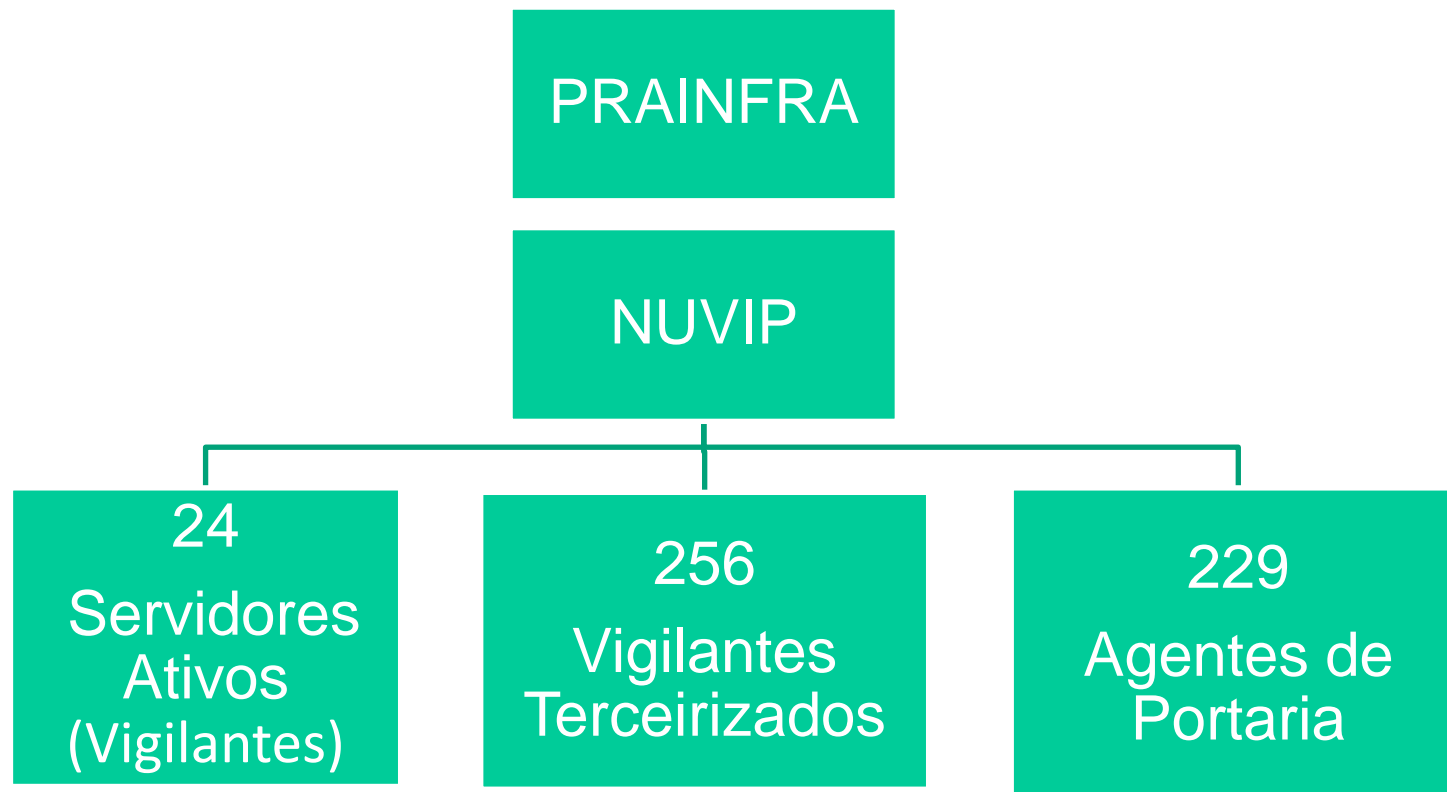 PRAINFRA
NUVIP
24
Servidores
Ativos
(Vigilantes)
256
Vigilantes
Terceirizados
229
Agentes de
Portaria